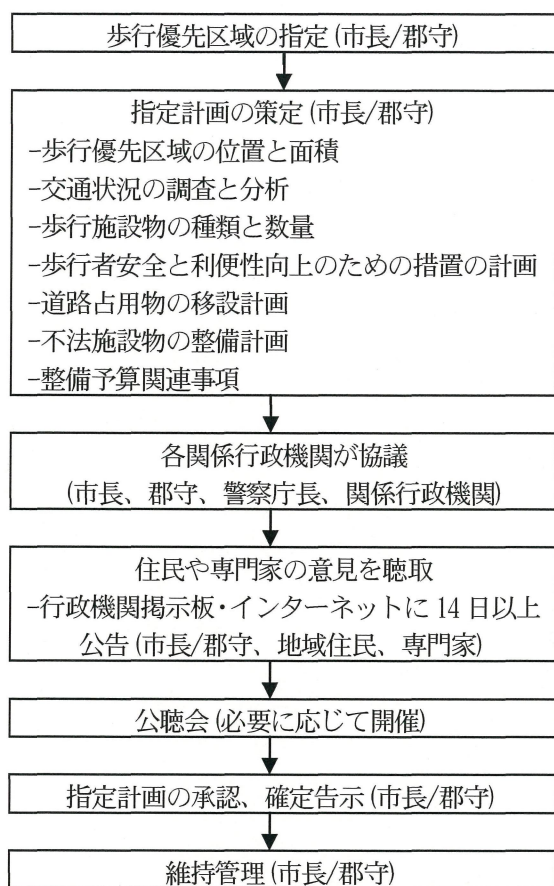 歩行優先区域の指定(市長/郡守)
指定計画の策定(市長/郡守)
-歩行優先区域の位置と面積
-交通状況の調査と分析
-歩行施設物の種類と数量
-歩行者安全と利便性向上のための措置の計画
-道路占用物の移設計画
-不法施設物の整備計画
-整備予算関連事項
各関係行政機関が協議
(市長、郡守、警察庁長、関係行政機関)
住民や専門家の意見を聴取
-行政機関掲示板・インターネットに 14 日以上
公告(市長/郡守、地域住民、専門家)
公聴会(必要に応じて開催)
指定計画の承認、確定告示(市長/郡守)
維持管理(市長/郡守)